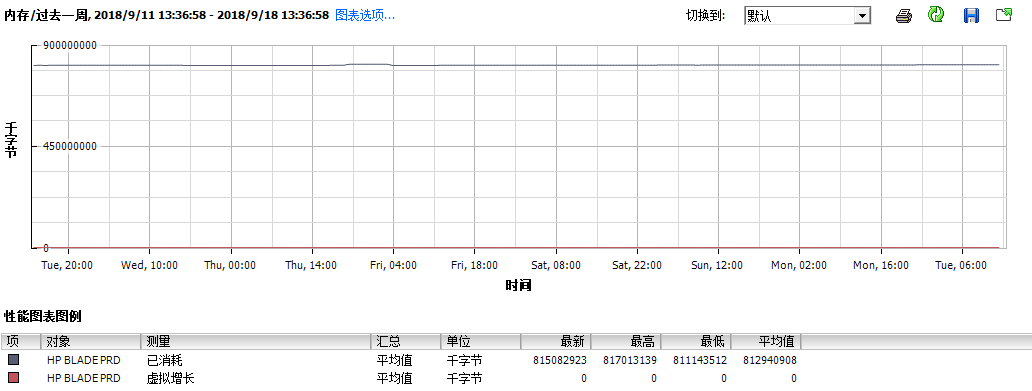 内存/过去一周, 2018/9/11 13:36:58 - 2018/9/18 13:36:58 图表选项... 切换到: 默认
900000000
450000000
0
千字节
Tue, 20:00 Wed, 10:00 Thu, 00:00 Thu, 14:00 Fri, 04:00 Fri, 18:00 Sat, 08:00 Sat, 22:00 Sun, 12:00 Mon, 02:00 Mon, 16:00 Tue, 06:00
时间
性能图表图例
项 对象 测量 汇总 单位 最新 最高 最低 平均值
HP BLADE PRD 已消耗 平均值 千字节 815082923 817013139 811143512 812940908
HP BLADE PRD 虚拟增长 平均值 千字节 0 0 0 0